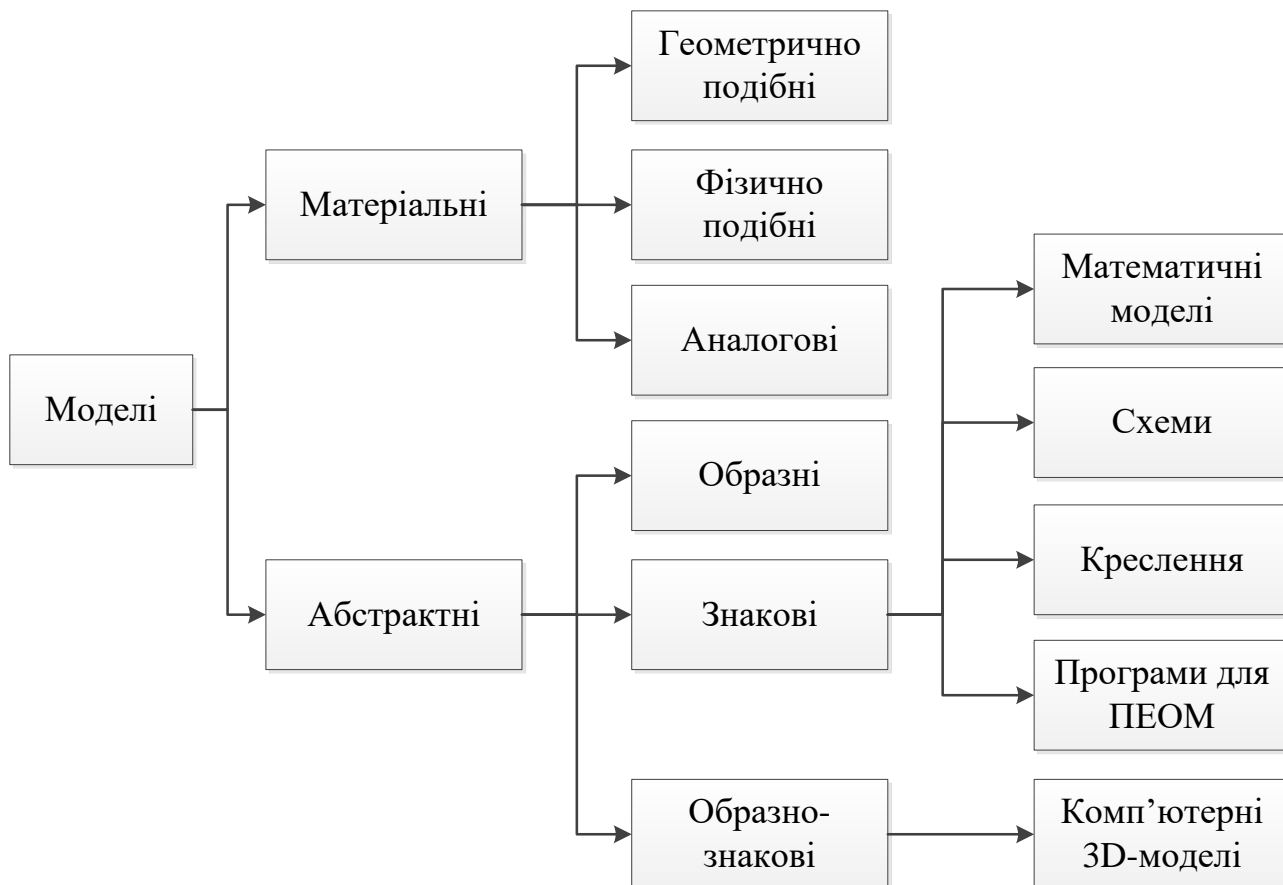 Моделі
Матеріальні
Геометрично
подібні
Фізично
подібні
Аналогові
Абстрактні
Образні
Знакові
Математичні
моделі
Схеми
Креслення
Програми для
ПЕОМ
Образно-
знакові
Комп’ютерні
3D-моделі